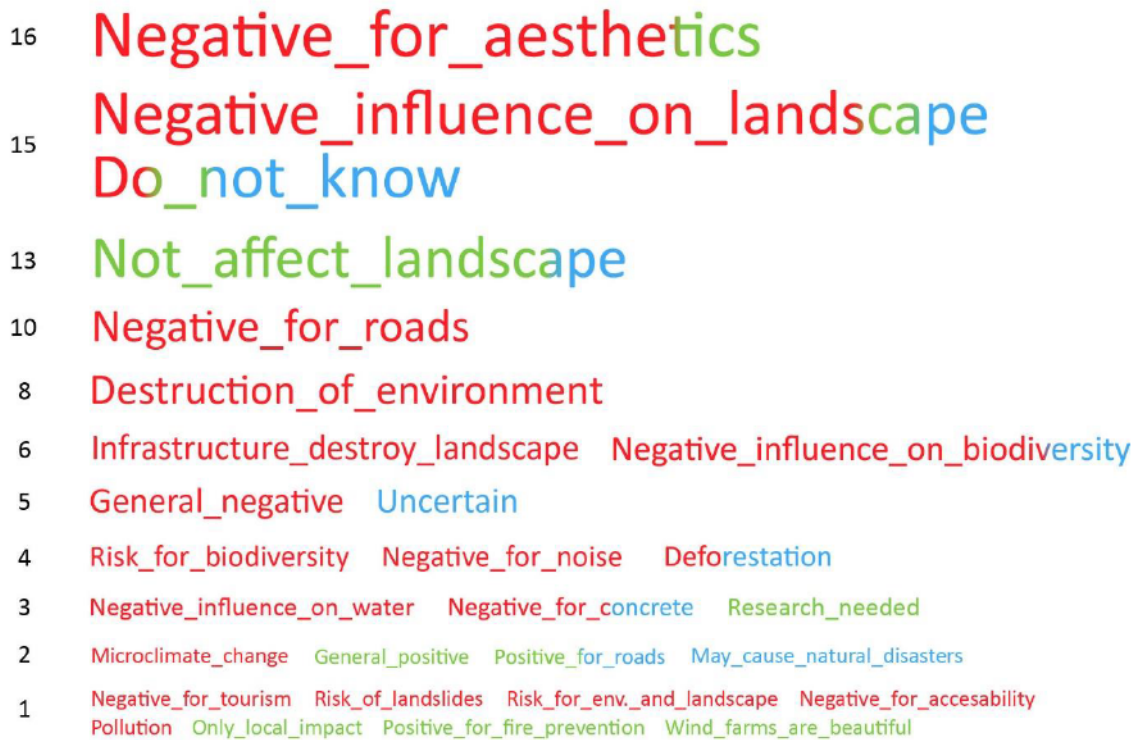 16 Negative_for_aesthetics
15 Negative_influence_on_landscape
Do_not_know
13 Not_affect_landscape
10 Negative_for_roads
8 Destruction_of_environment
6 Infrastructure_destroy_landscape Negative_influence_on_biodiversity
5 General_negative Uncertain
4 Risk_for_biodiversity Negative_for_noise Deforestation
3 Negative_influence_on_water Negative_for_concrete Research_needed
2 Microclimate_change General_positive Positive_for_roads May_cause_natural_disasters
1 Negative_for_tourism Risk_of_landslides Risk_for_env._and_landscape Negative_for_accesability
Pollution Only_local_impact Positive_for_fire_prevention Wind_farms_are_beautiful